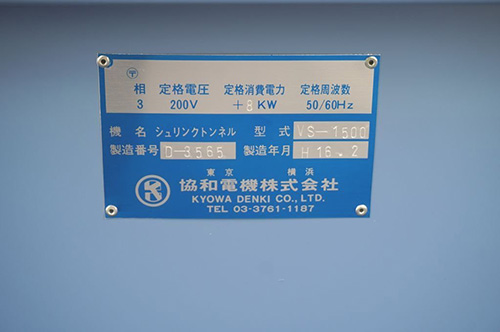 〒
相 定格電圧 定格消費電力 定格周波数
3 200V +8KW 50/60Hz
機名 シュリンクトンネル 型式 VS-1500
製造番号 D-3565 製造年月 H16.2
東京 横浜
協和電機株式会社
KYOWA DENKI CO., LTD.
TEL 03-3761-1187